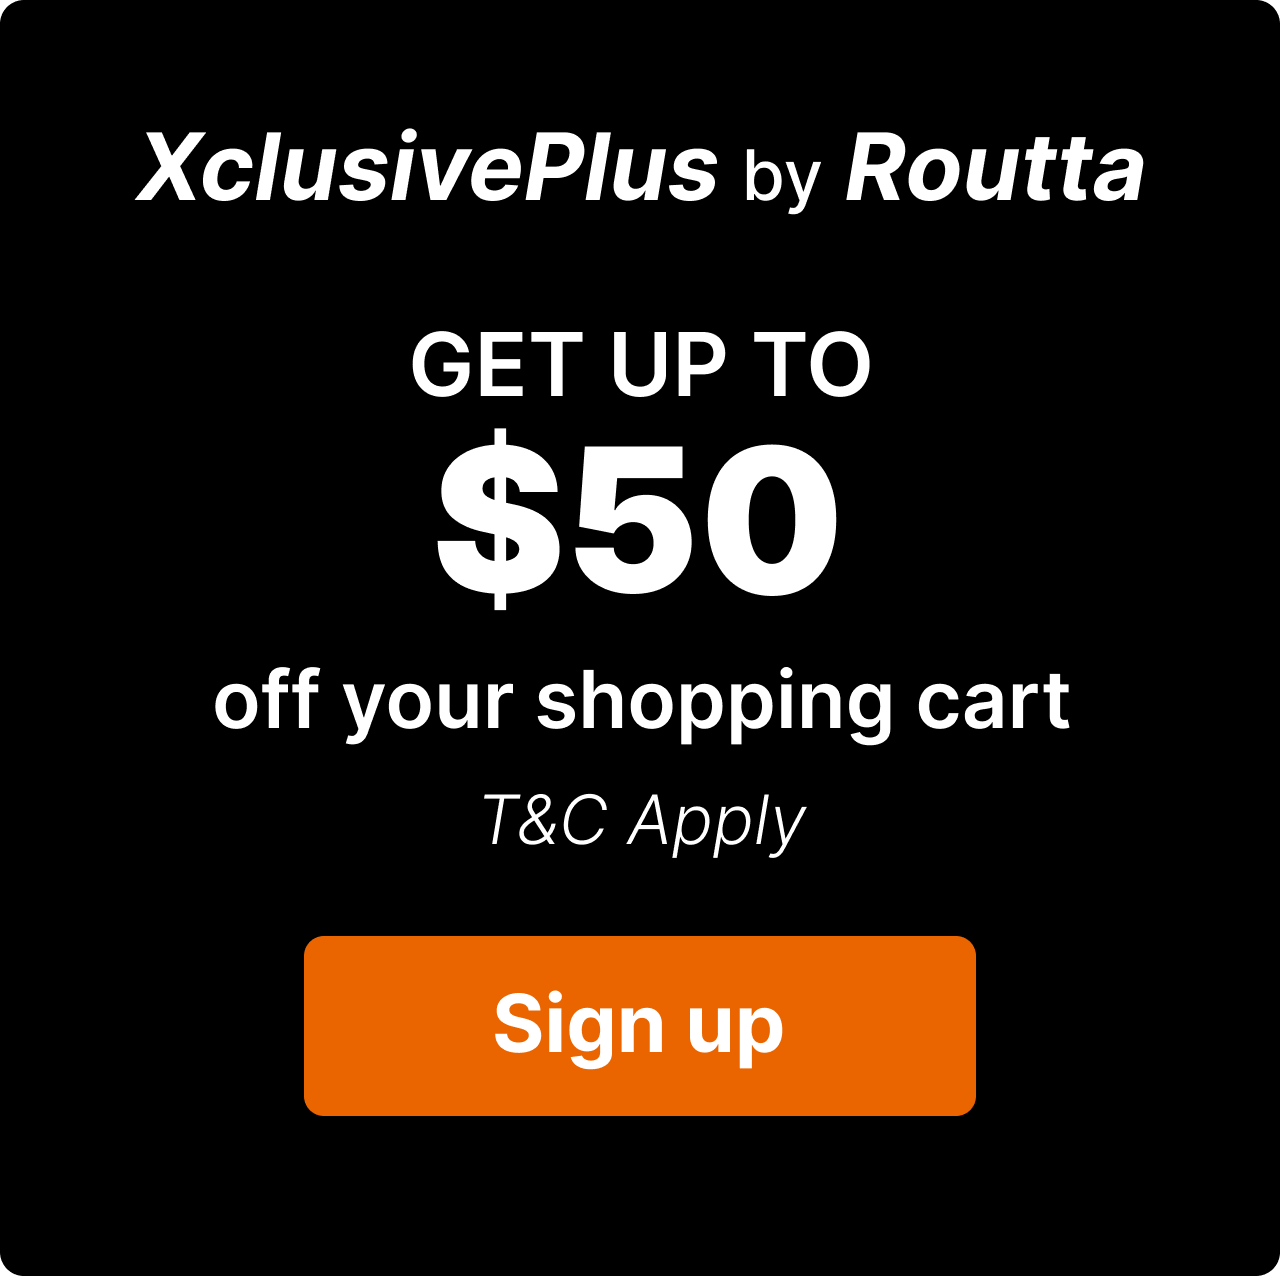 XclusivePlus by Routta
GET UP TO
$50
off your shopping cart
T&C Apply
Sign up